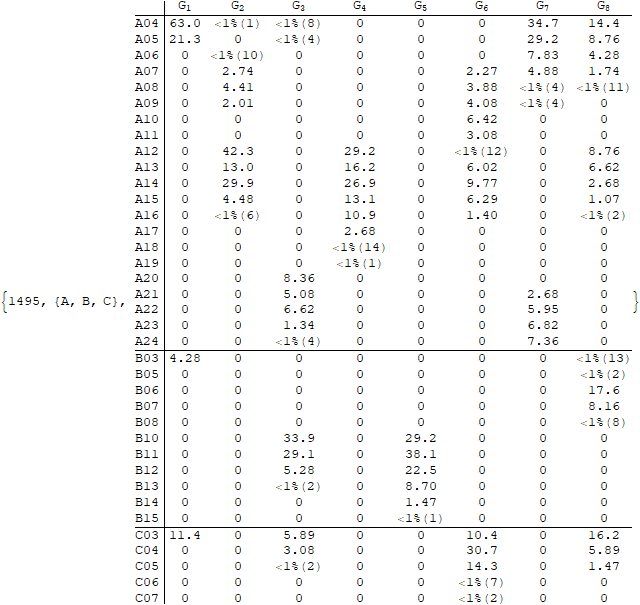 G1 G2 G3 G4 G5 G6 G7 G8
A04 63.0 <1%(1) <1%(8) 0 0 0 34.7 14.4
A05 21.3 0 <1%(4) 0 0 0 29.2 8.76
A06 0 <1%(10) 0 0 0 0 7.83 4.28
A07 0 2.74 0 0 0 2.27 4.88 1.74
A08 0 4.41 0 0 0 3.88 <1%(4) <1%(11)
A09 0 2.01 0 0 0 4.08 <1%(4) 0
A10 0 0 0 0 0 6.42 0 0
A11 0 0 0 0 0 3.08 0 0
A12 0 42.3 0 29.2 0 <1%(12) 0 8.76
A13 0 13.0 0 16.2 0 6.02 0 6.62
A14 0 29.9 0 26.9 0 9.77 0 2.68
A15 0 4.48 0 13.1 0 6.29 0 1.07
A16 0 <1%(6) 0 10.9 0 1.40 0 <1%(2)
A17 0 0 0 2.68 0 0 0 0
A18 0 0 0 <1%(14) 0 0 0 0
A19 0 0 0 <1%(1) 0 0 0 0
A20 0 0 8.36 0 0 0 0 0
{1495, {A, B, C}, A21 0 0 5.08 0 0 0 2.68 0 }
A22 0 0 6.62 0 0 0 5.95 0
A23 0 0 1.34 0 0 0 6.82 0
A24 0 0 <1%(4) 0 0 0 7.36 0
B03 4.28 0 0 0 0 0 0 <1%(13)
B05 0 0 0 0 0 0 0 <1%(2)
B06 0 0 0 0 0 0 0 17.6
B07 0 0 0 0 0 0 0 8.16
B08 0 0 0 0 0 0 0 <1%(8)
B10 0 0 33.9 0 29.2 0 0 0
B11 0 0 29.1 0 38.1 0 0 0
B12 0 0 5.28 0 22.5 0 0 0
B13 0 0 <1%(2) 0 8.70 0 0 0
B14 0 0 0 0 1.47 0 0 0
B15 0 0 0 0 <1%(1) 0 0 0
C03 11.4 0 5.89 0 0 10.4 0 16.2
C04 0 0 3.08 0 0 30.7 0 5.89
C05 0 0 <1%(2) 0 0 14.3 0 1.47
C06 0 0 0 0 0 <1%(7) 0 0
C07 0 0 0 0 0 <1%(2) 0 0